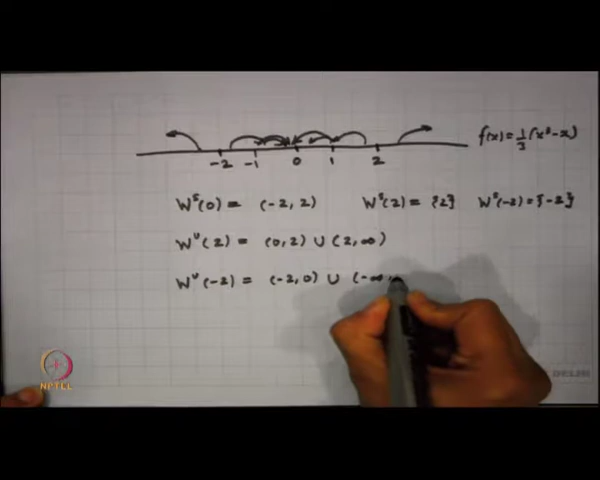 f(x) = 1/3 (x³ - x)
-2 -1 0 1 2
Wˢ(0) = (-2, 2) Wˢ(2) = {2} Wˢ(-2) = {-2}
Wᵘ(2) = (0, 2) ∪ (2, ∞)
Wᵘ(-2) = (-2, 0) ∪ (-∞
NPTEL
DELHI